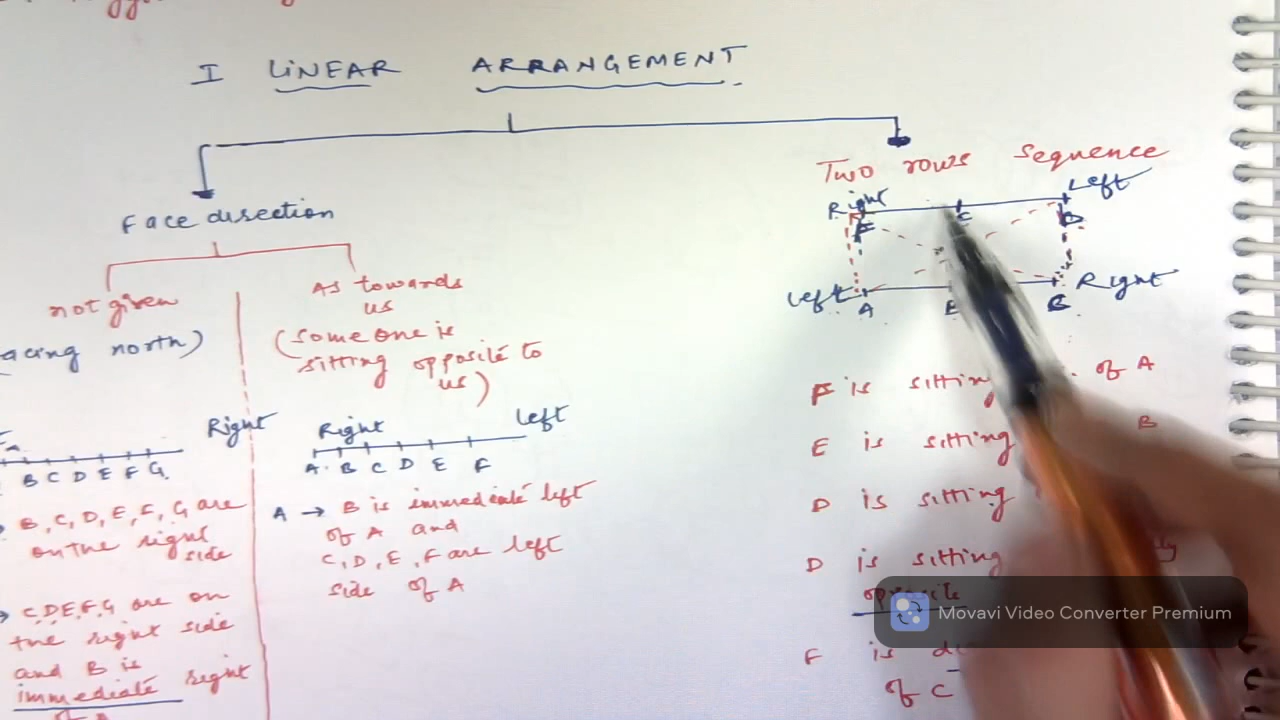 I LINEAR ARRANGEMENT
Face direction
not given
facing north)
As towards
us
(Someone is
sitting opposite to
us)
Right
B C D E F G
B, C, D, E, F, G are
on the right
side
C, D, E, F, G are on
the right side
and B is
immediate right
of A
Right Left
A B C D E F
A → B is immediate left
of A and
C, D, E, F are left
side of A
Two rows sequence
Right Left
F E D
Left Right
A B C
F is sitting of A
E is sitting B
D is sitting
D is sitting
opposite
F is
of C
Movavi Video Converter Premium